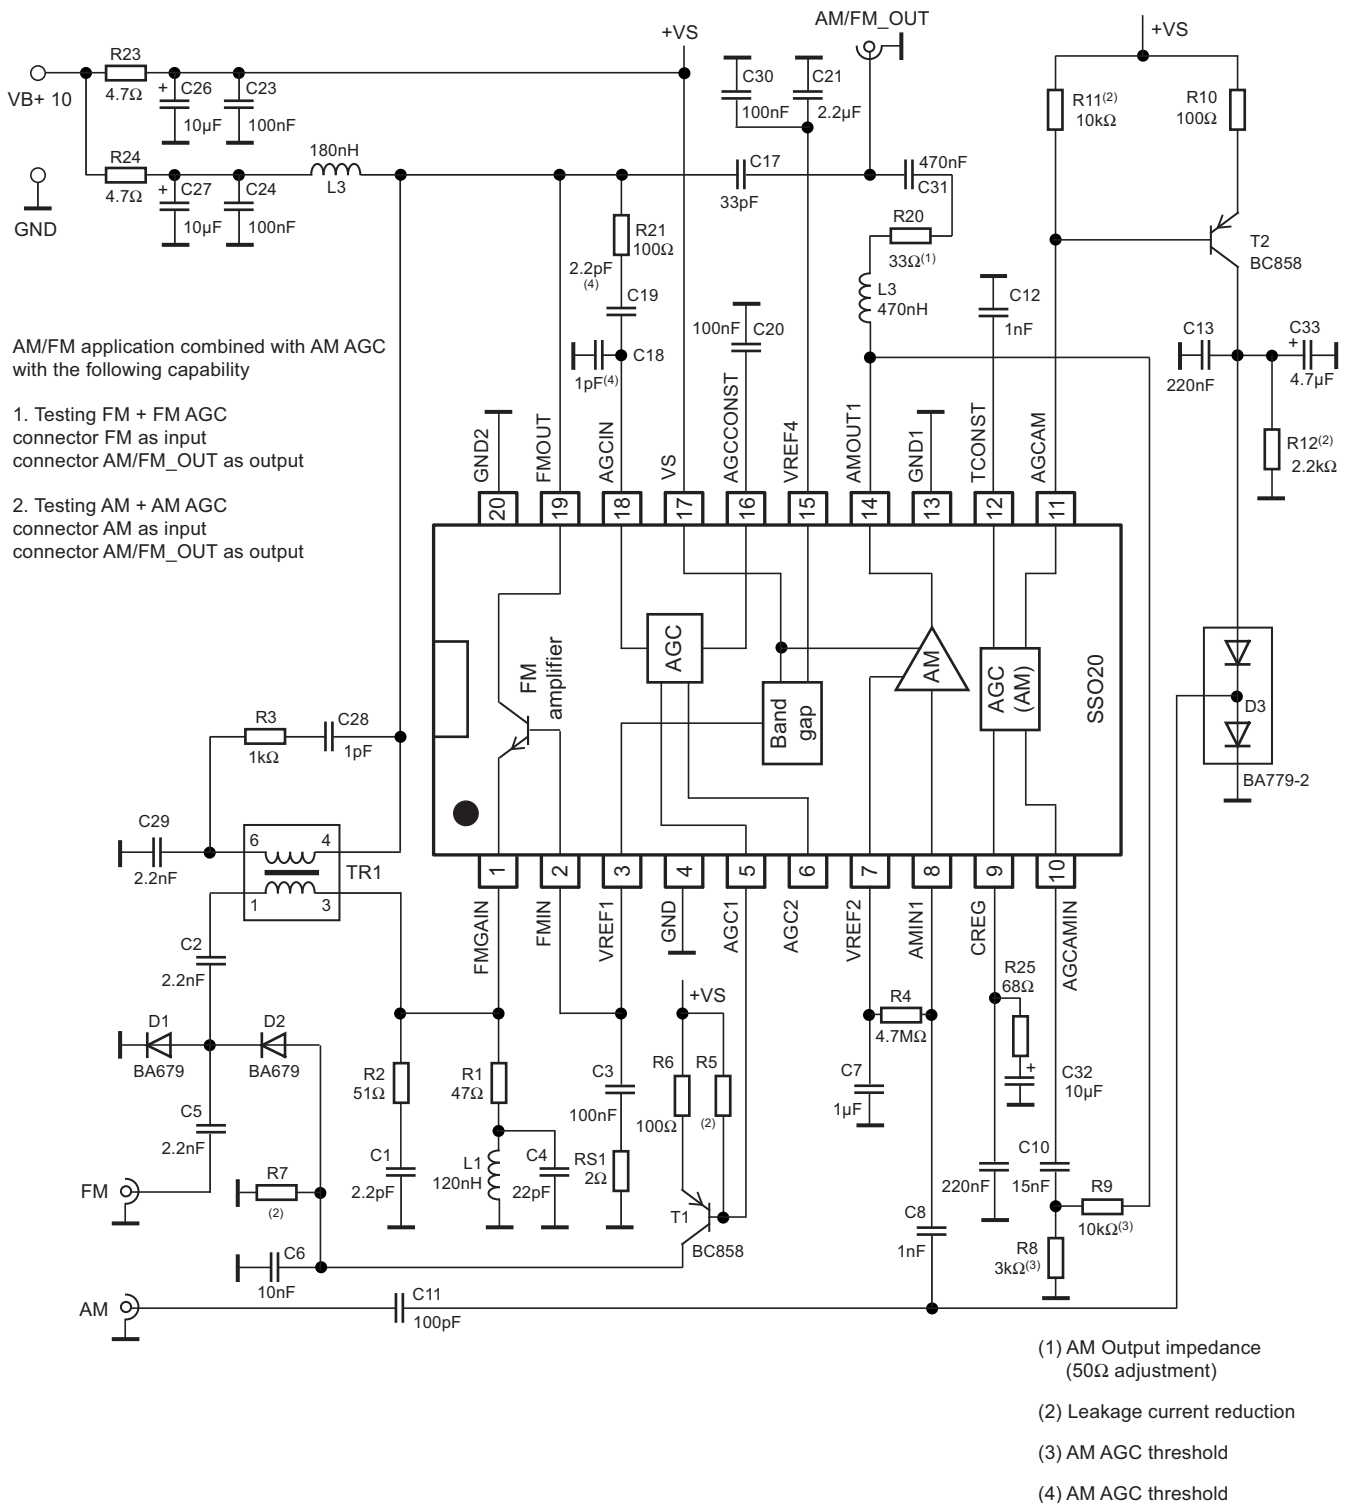 AM/FM_OUT
+VS
+VS
R23
VB+ 10
4.7Ω
+
C26
10µF
C23
100nF
C30
100nF
C21
2.2µF
R11(2)
10kΩ
R10
100Ω
R24
4.7Ω
+
C27
10µF
C24
100nF
180nH
L3
C17
33pF
470nF
C31
GND
R21
100Ω
R20
33Ω(1)
T2
BC858
2.2pF
(4)
C19
L3
470nH
C12
1nF
AM/FM application combined with AM AGC
with the following capability
1. Testing FM + FM AGC
connector FM as input
connector AM/FM_OUT as output
2. Testing AM + AM AGC
connector AM as input
connector AM/FM_OUT as output
C18
1pF(4)
100nF
C20
C13
220nF
C33
+
4.7µF
R12(2)
2.2kΩ
GND2
FMOUT
AGCIN
VS
AGCCONST
VREF4
AMOUT1
GND1
TCONST
AGCAM
20
19
18
17
16
15
14
13
12
11
FM
amplifier
AGC
Band
gap
AM
AGC
(AM)
SSO20
D3
BA779-2
R3
1kΩ
C28
1pF
C29
2.2nF
6
4
TR1
1
3
1
2
3
4
5
6
7
8
9
10
FMGAIN
FMIN
VREF1
GND
AGC1
AGC2
VREF2
AMIN1
CREG
AGCAMIN
C2
2.2nF
D1
BA679
D2
BA679
C5
2.2nF
R2
51Ω
R1
47Ω
C3
100nF
+VS
R6
100Ω
R5
(2)
R4
4.7MΩ
C7
1µF
R25
68Ω
+
C32
10µF
C1
2.2pF
L1
120nH
C4
22pF
RS1
2Ω
T1
BC858
220nF
C10
15nF
R9
10kΩ(3)
C8
1nF
R8
3kΩ(3)
FM
R7
(2)
C6
10nF
AM
C11
100pF
(1) AM Output impedance
(50Ω adjustment)
(2) Leakage current reduction
(3) AM AGC threshold
(4) AM AGC threshold